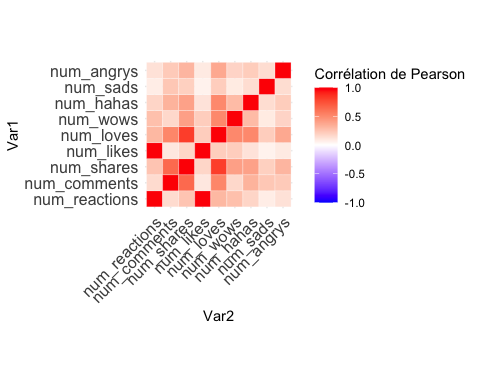 Var1
num_angrys
num_sads
num_hahas
num_wows
num_loves
num_likes
num_shares
num_comments
num_reactions
num_reactions
num_comments
num_shares
num_likes
num_loves
num_wows
num_hahas
num_sads
num_angrys
Var2
Corrélation de Pearson
1.0
0.5
0.0
-0.5
-1.0